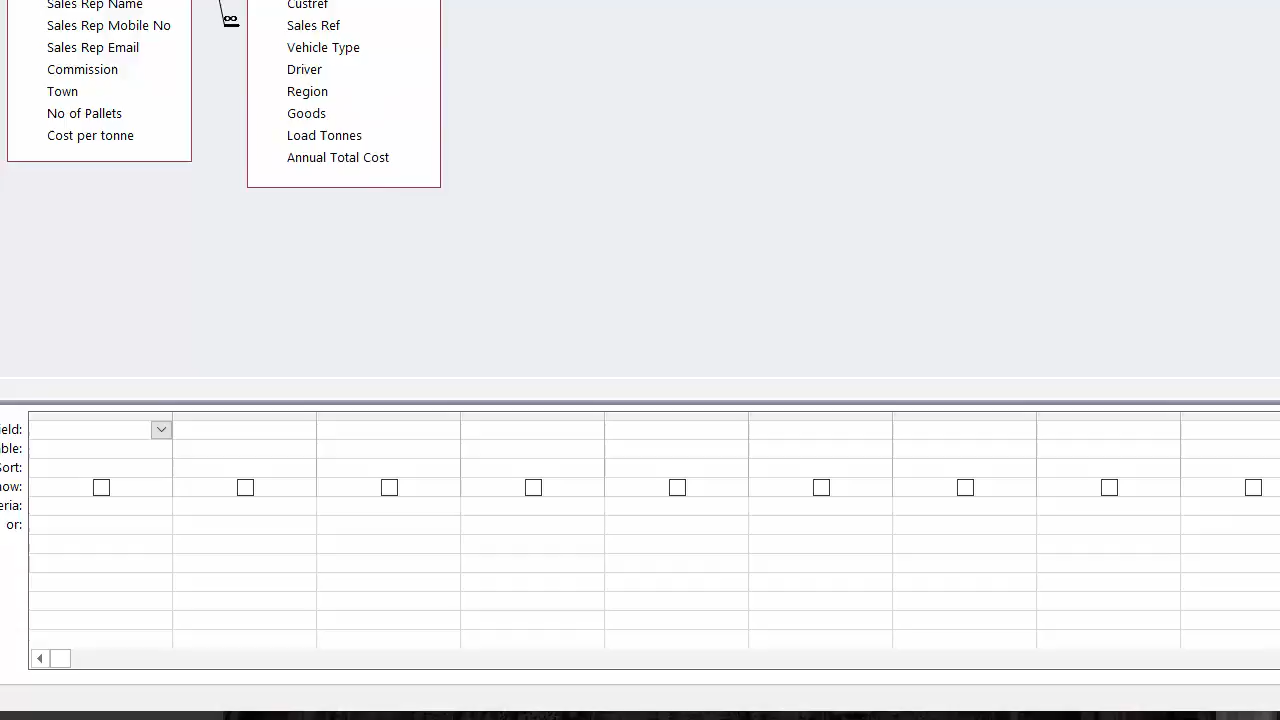 Sales Rep Name
Sales Rep Mobile No
Sales Rep Email
Commission
Town
No of Pallets
Cost per tonne
Custref
Sales Ref
Vehicle Type
Driver
Region
Goods
Load Tonnes
Annual Total Cost
ield:
ble:
Sort:
how:
eria:
or: